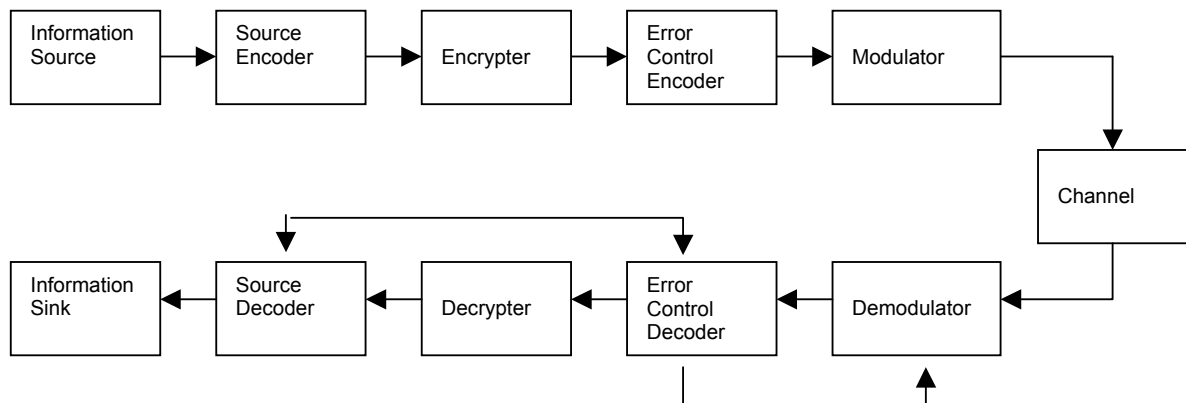 Information
Source
Source
Encoder
Encrypter
Error
Control
Encoder
Modulator
Channel
Information
Sink
Source
Decoder
Decrypter
Error
Control
Decoder
Demodulator